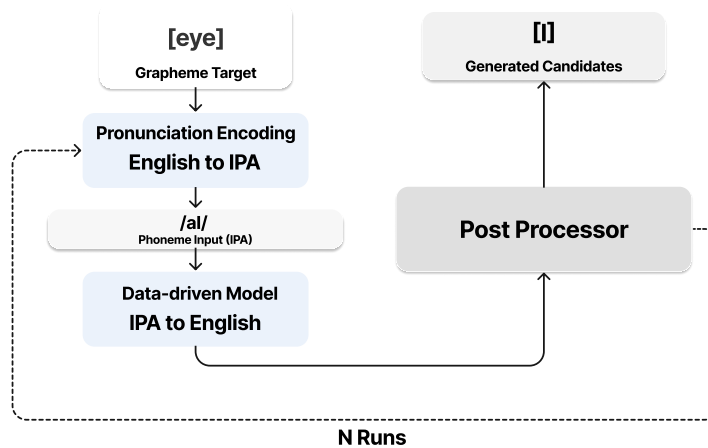 [eye]
Grapheme Target
Pronunciation Encoding
English to IPA
/aI/
Phoneme Input (IPA)
Data-driven Model
IPA to English
[I]
Generated Candidates
Post Processor
N Runs